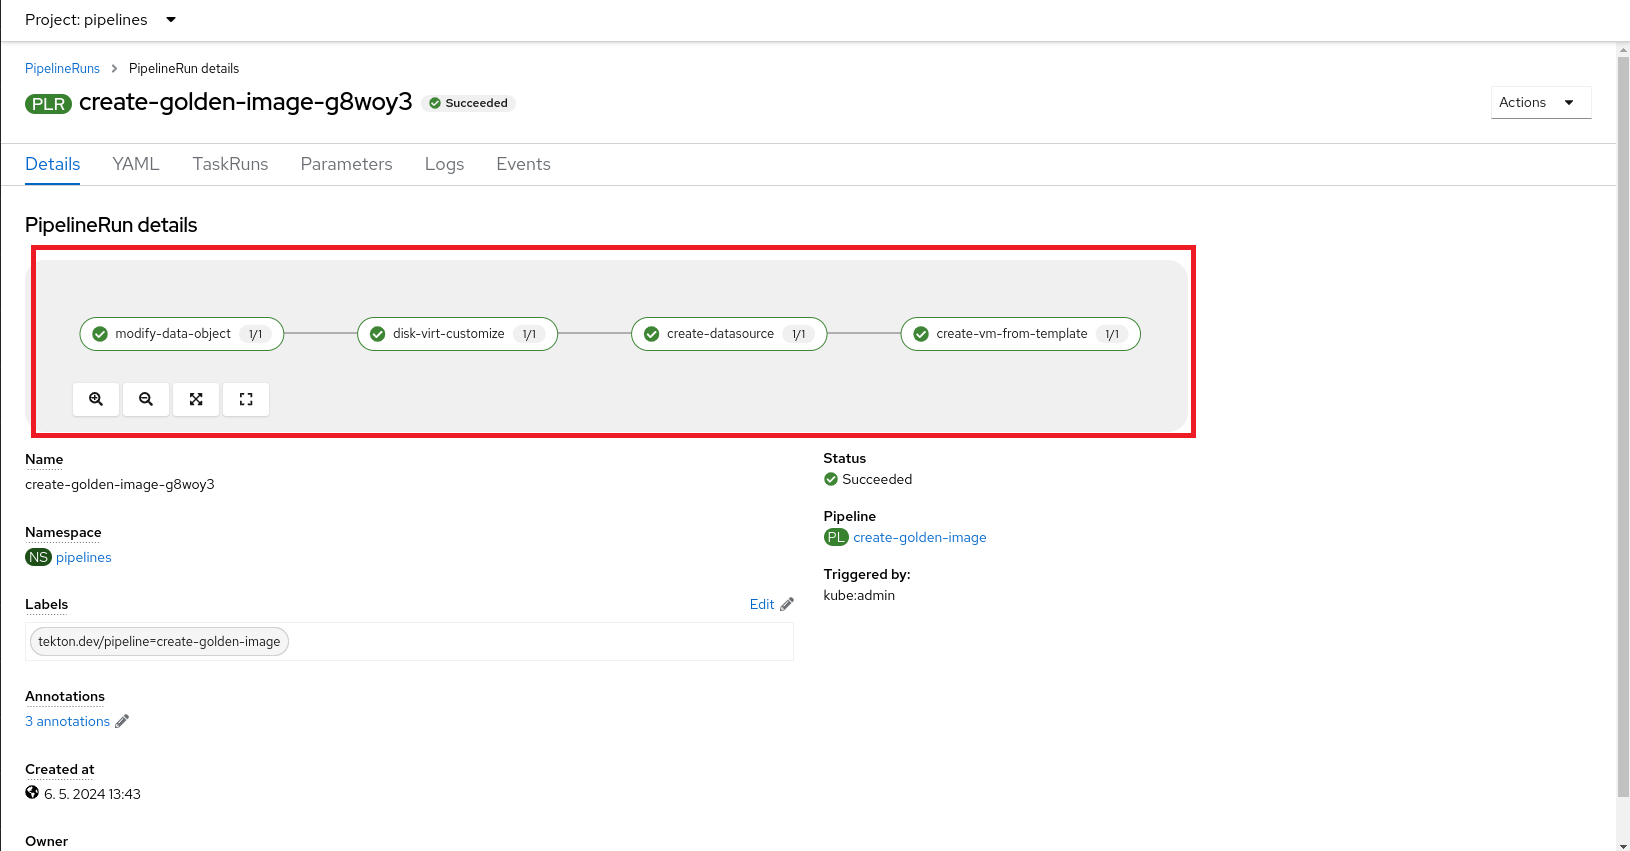 Project: pipelines
PipelineRuns > PipelineRun details
PLR create-golden-image-g8woy3 Succeeded
Actions
Details YAML TaskRuns Parameters Logs Events
PipelineRun details
modify-data-object 1/1 disk-virt-customize 1/1 create-datasource 1/1 create-vm-from-template 1/1
Name
create-golden-image-g8woy3
Namespace
NS pipelines
Labels Edit
tekton.dev/pipeline=create-golden-image
Annotations
3 annotations
Created at
6. 5. 2024 13:43
Owner
Status
Succeeded
Pipeline
PL create-golden-image
Triggered by:
kube:admin